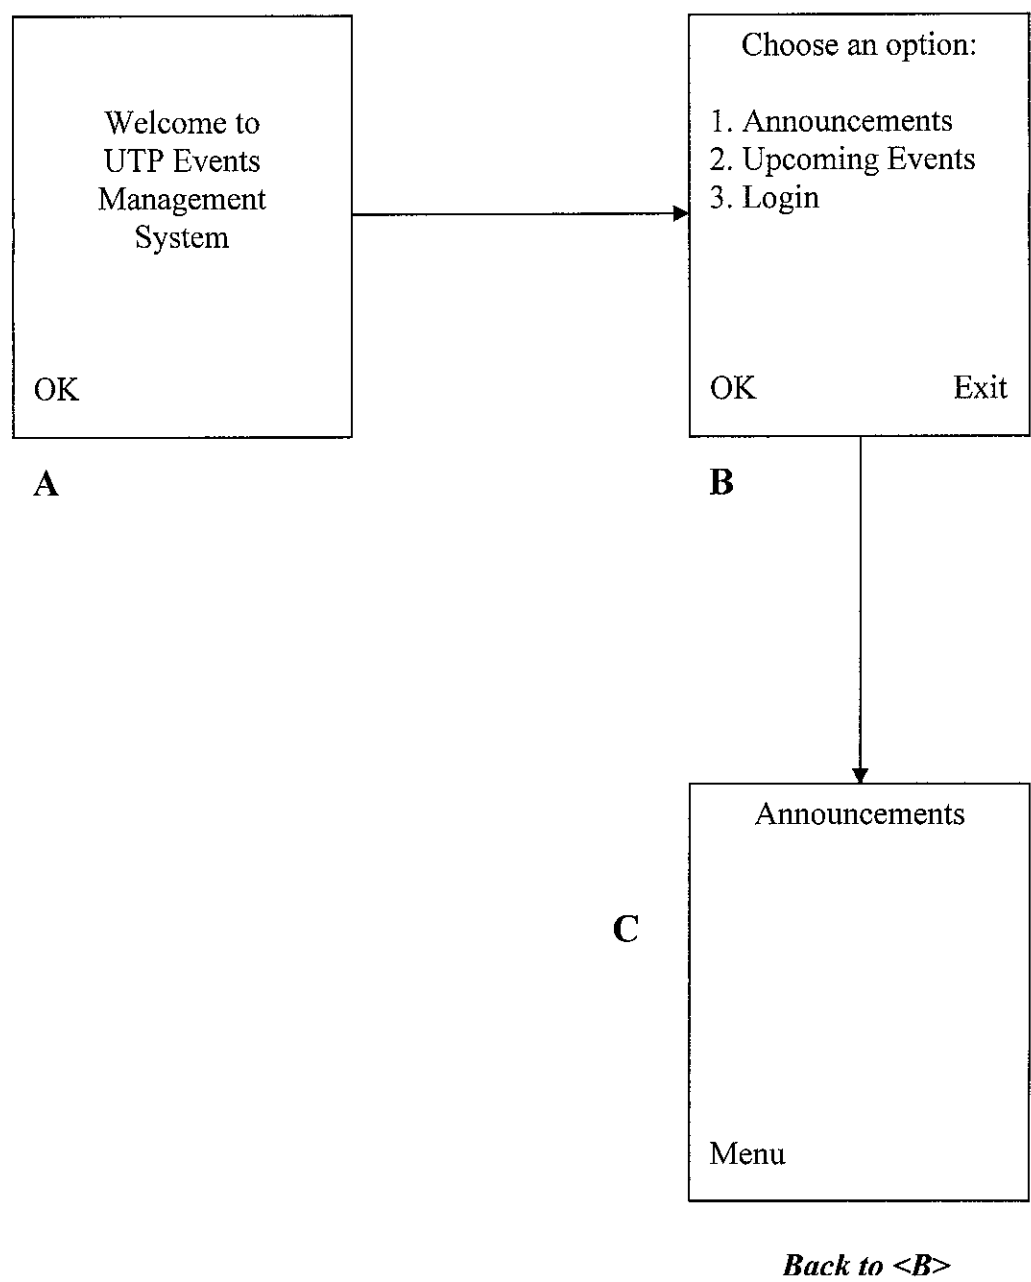 Welcome to
UTP Events
Management
System
OK
A
Choose an option:
1. Announcements
2. Upcoming Events
3. Login
OK Exit
B
Announcements
C
Menu
Back to <B>